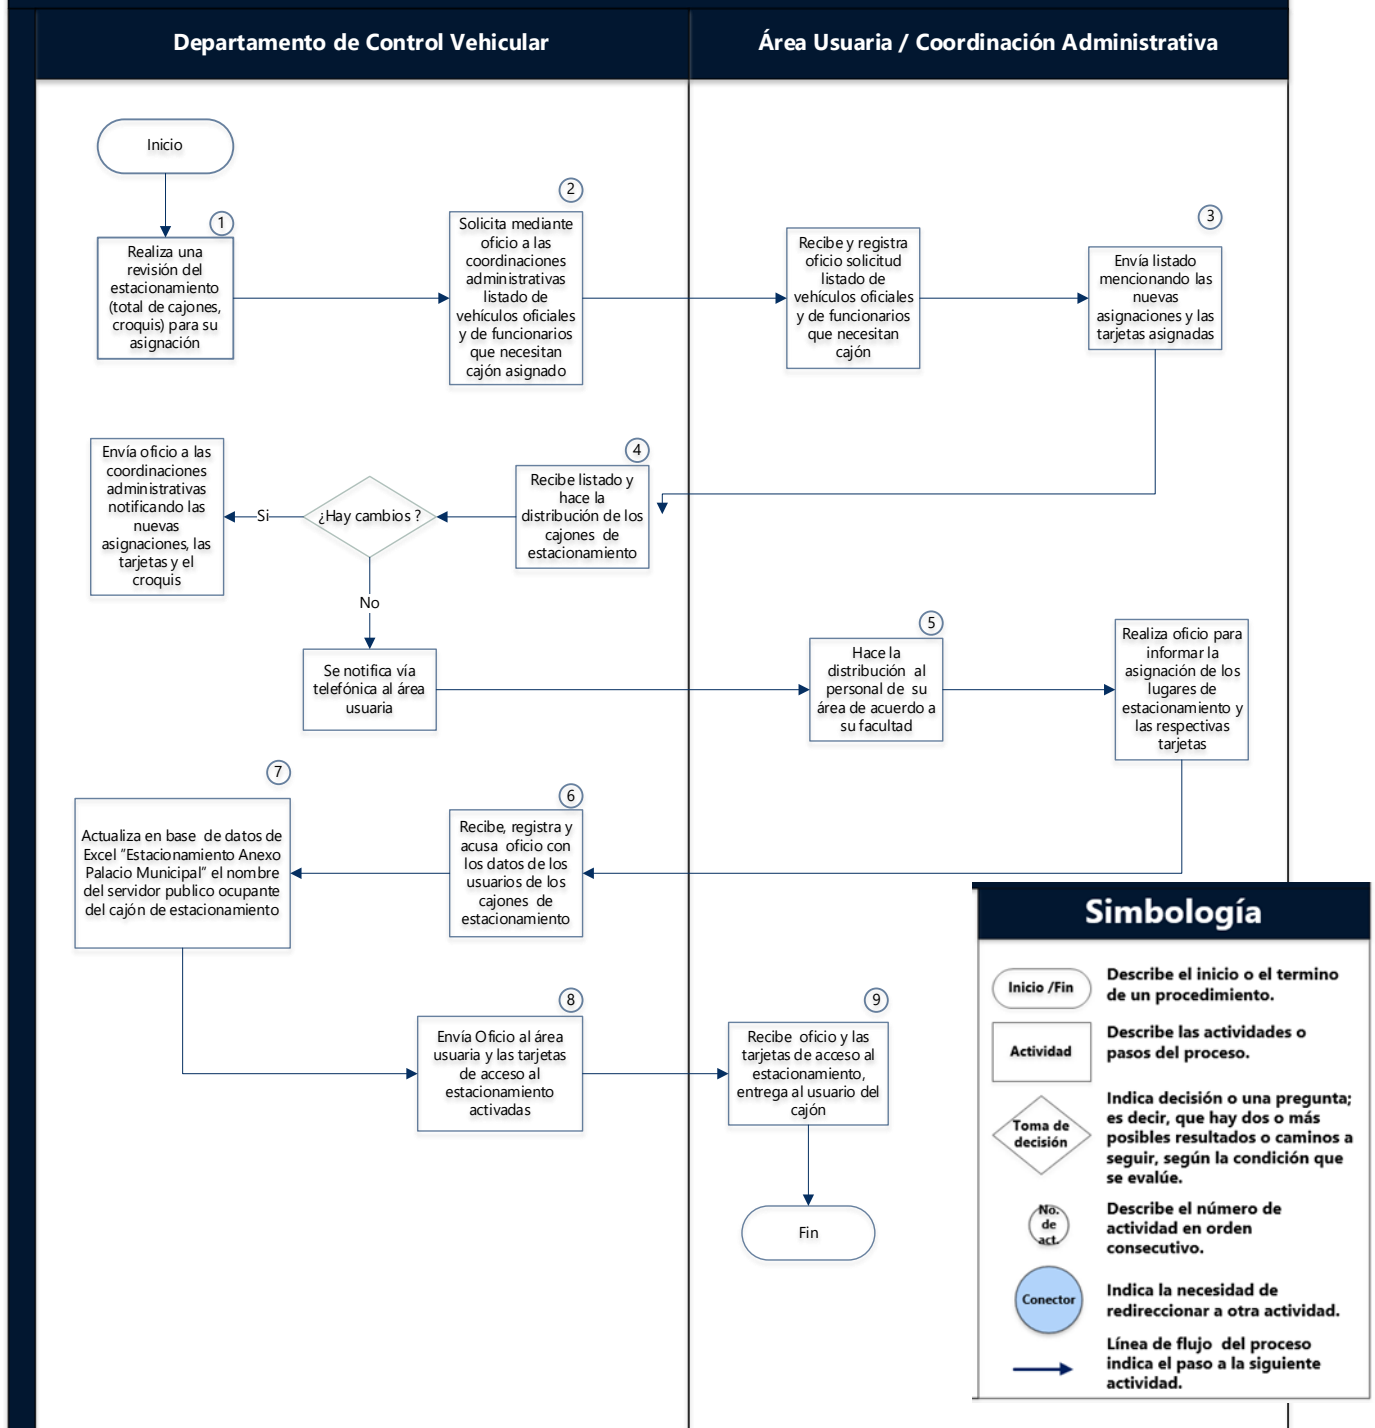 Departamento de Control Vehicular
Área Usuaria / Coordinación Administrativa
Inicio
1
Realiza una
revisión del
estacionamiento
(total de cajones,
croquis) para su
asignación
2
Solicita mediante
oficio a las
coordinaciones
administrativas
listado de
vehículos oficiales
y de funcionarios
que necesitan
cajón asignado
Recibe y registra
oficio solicitud
listado de
vehículos oficiales
y de funcionarios
que necesitan
cajón
3
Envía listado
mencionando las
nuevas
asignaciones y las
tarjetas asignadas
4
Recibe listado y
hace la
distribución de los
cajones de
estacionamiento
¿Hay cambios ?
Si
Envía oficio a las
coordinaciones
administrativas
notificando las
nuevas
asignaciones, las
tarjetas y el
croquis
No
Se notifica vía
telefónica al área
usuaria
5
Hace la
distribución al
personal de su
área de acuerdo a
su facultad
Realiza oficio para
informar la
asignación de los
lugares de
estacionamiento y
las respectivas
tarjetas
6
Recibe, registra y
acusa oficio con
los datos de los
usuarios de los
cajones de
estacionamiento
7
Actualiza en base de datos de
Excel “Estacionamiento Anexo
Palacio Municipal” el nombre
del servidor publico ocupante
del cajón de estacionamiento
8
Envía Oficio al área
usuaria y las tarjetas
de acceso al
estacionamiento
activadas
9
Recibe oficio y las
tarjetas de acceso al
estacionamiento,
entrega al usuario del
cajón
Fin
Simbología
Inicio /Fin
Describe el inicio o el termino
de un procedimiento.
Actividad
Describe las actividades o
pasos del proceso.
Toma de
decisión
Indica decisión o una pregunta;
es decir, que hay dos o más
posibles resultados o caminos a
seguir, según la condición que
se evalúe.
No.
de
act.
Describe el número de
actividad en orden
consecutivo.
Conector
Indica la necesidad de
redireccionar a otra actividad.
Línea de flujo del proceso
indica el paso a la siguiente
actividad.